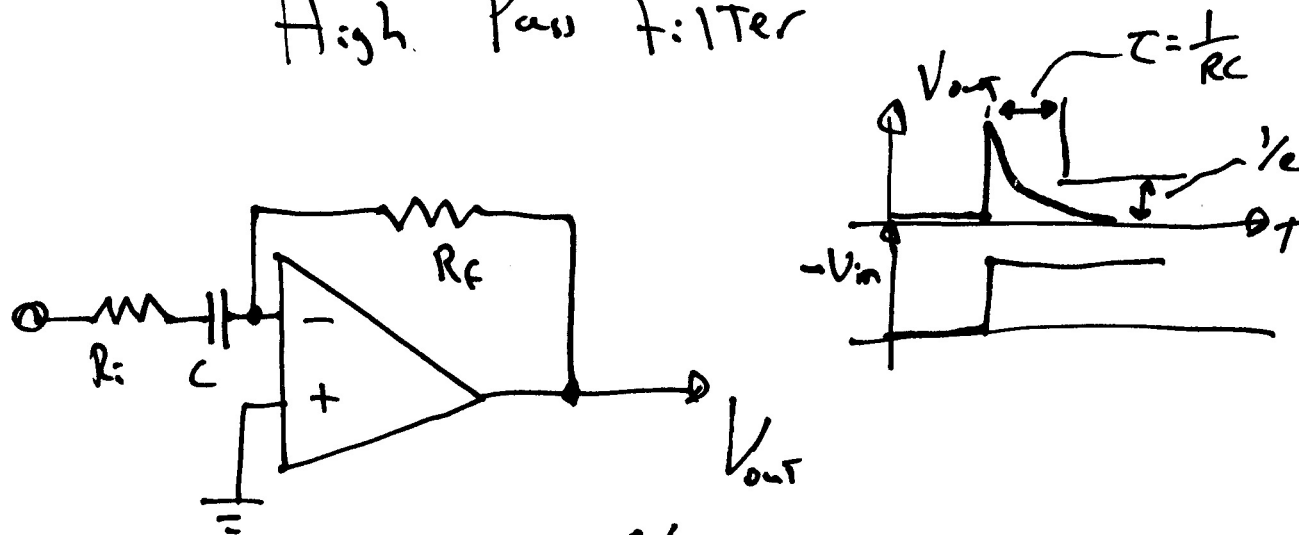 High Pass Filter
τ = 1/RC
Vout
1/e
T
-Vin
Rf
Ri
C
−
+
Vout